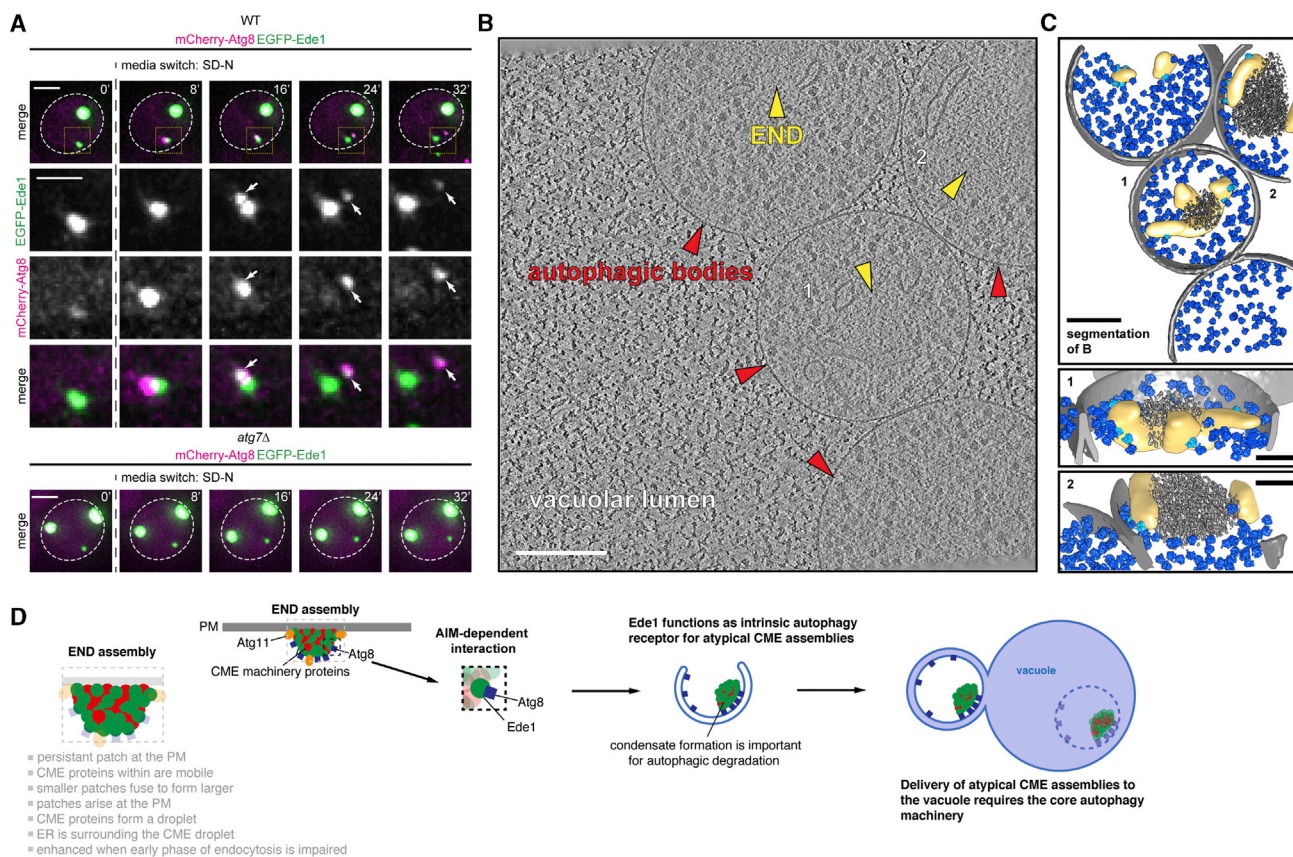 A
WT
mCherry-Atg8 EGFP-Ede1
media switch: SD-N
merge
0'
8'
16'
24'
32'
EGFP-Ede1
mCherry-Atg8
merge
atg7Δ
mCherry-Atg8 EGFP-Ede1
media switch: SD-N
merge
0'
8'
16'
24'
32'
B
END
2
autophagic bodies
1
vacuolar lumen
C
1
2
segmentation
of B
1
2
D
END assembly
persistant patch at the PM
CME proteins within are mobile
smaller patches fuse to form larger
patches arise at the PM
CME proteins form a droplet
ER is surrounding the CME droplet
enhanced when early phase of endocytosis is impaired
END assembly
PM
Atg11
Atg8
CME machinery proteins
AIM-dependent
interaction
Atg8
Ede1
Ede1 functions as intrinsic autophagy
receptor for atypical CME assemblies
condensate formation is important
for autophagic degradation
vacuole
Delivery of atypical CME assemblies to
the vacuole requires the core autophagy
machinery